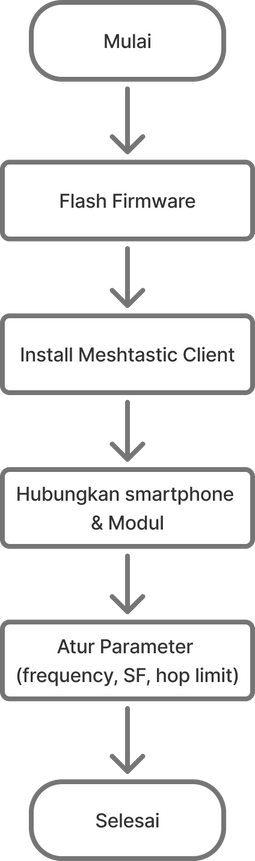 Mulai
Flash Firmware
Install Meshtastic Client
Hubungkan smartphone
& Modul
Atur Parameter
(frequency, SF, hop limit)
Selesai